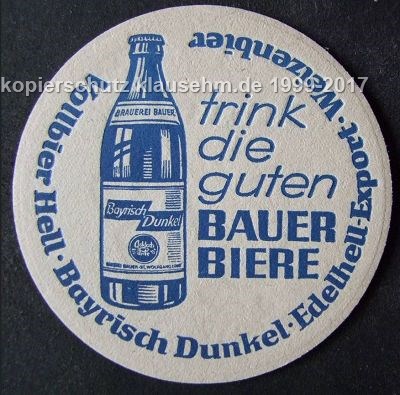 kopierschutz klausehm.de 1999-2017
Vollbier Hell · Bayrisch Dunkel · Edelhell-Export · Weizenbier
BRAUEREI BAUER
trink
die
guten
BAUER
BIERE
Bayrisch
Dunkel